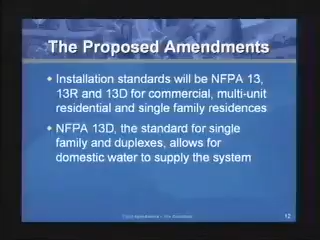 The Proposed Amendments
Installation standards will be NFPA 13,
13R and 13D for commercial, multi-unit
residential and single family residences
NFPA 13D, the standard for single
family and duplexes, allows for
domestic water to supply the system
12